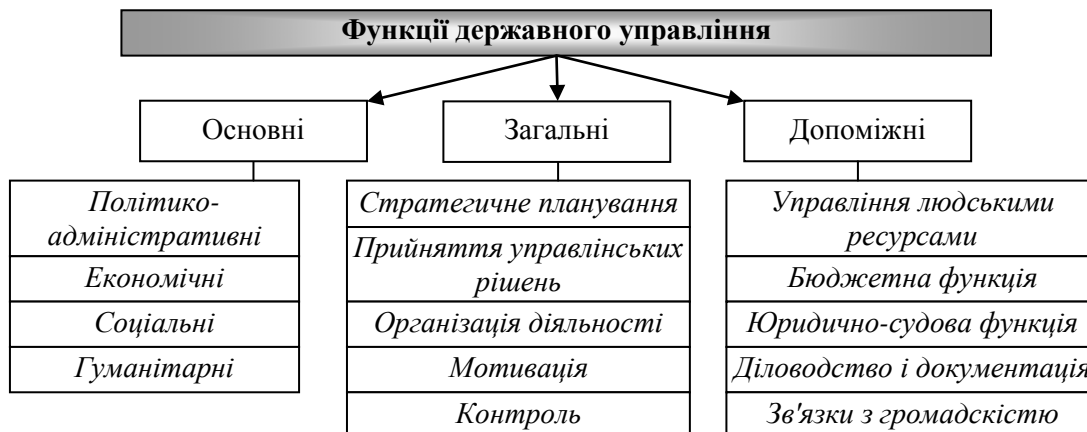 Функції державного управління
Основні
Загальні
Допоміжні
Політико-
адміністративні
Економічні
Соціальні
Гуманітарні
Стратегичне планування
Прийняття управлінських
рішень
Організація діяльності
Мотивація
Контроль
Управління людськими
ресурсами
Бюджетна функція
Юридично-судова функція
Діловодство і документація
Зв'язки з громадскістю